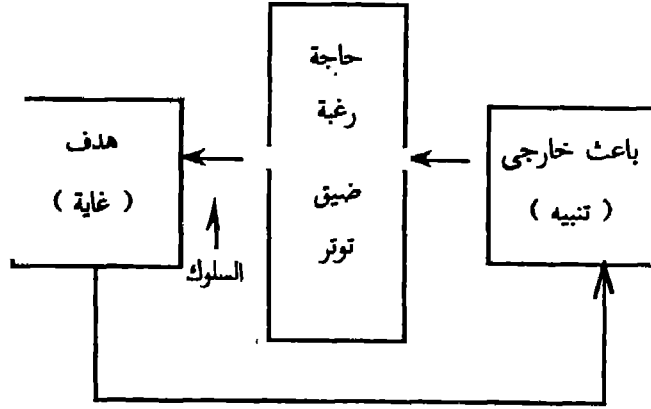 باعث خارجى
( تنبيه )
حاجة
رغبة
ضيق
توتر
السلوك
هدف
( غاية )